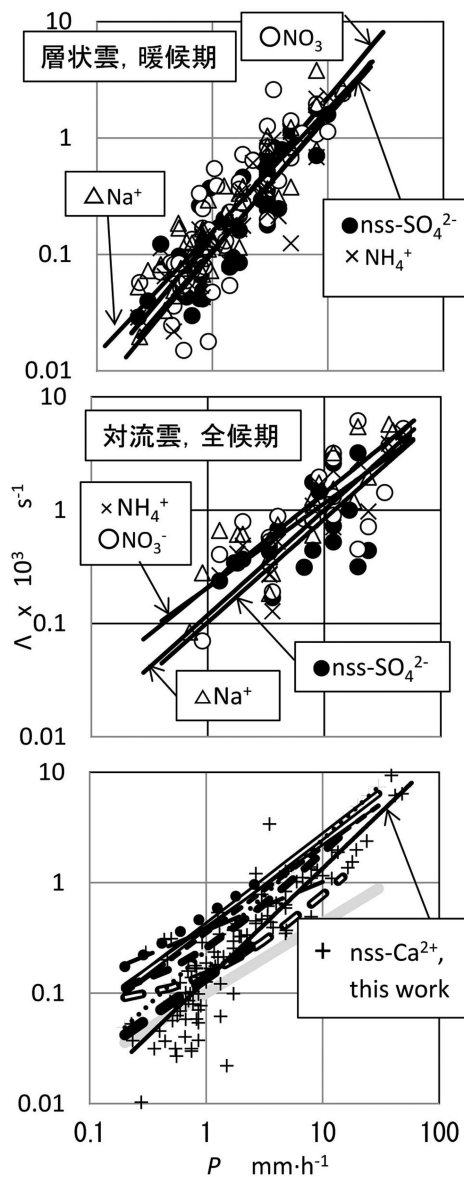 10
層状雲, 暖候期
○NO₃
1
△Na⁺
●nss-SO₄²⁻
×NH₄⁺
0.1
0.01
10
対流雲, 全候期
×NH₄⁺
○NO₃⁻
1
0.1
●nss-SO₄²⁻
△Na⁺
0.01
Λ x 10³ s⁻¹
10
1
+ nss-Ca²⁺,
this work
0.1
0.01
0.1 1 10 100
P mm·h⁻¹